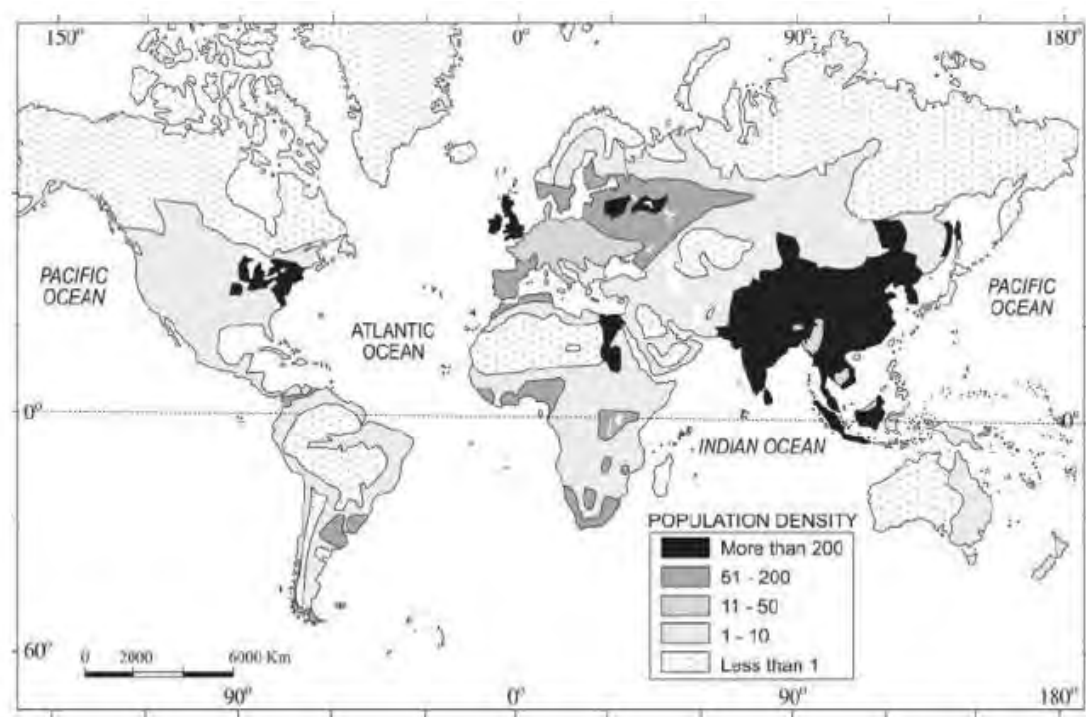 150°
0°
90°
180°
PACIFIC
OCEAN
ATLANTIC
OCEAN
PACIFIC
OCEAN
0°
0°
INDIAN OCEAN
POPULATION DENSITY
More than 200
51 - 200
11 - 50
1 - 10
Less than 1
60°
0 2000 6000 Km
90°
0°
90°
180°